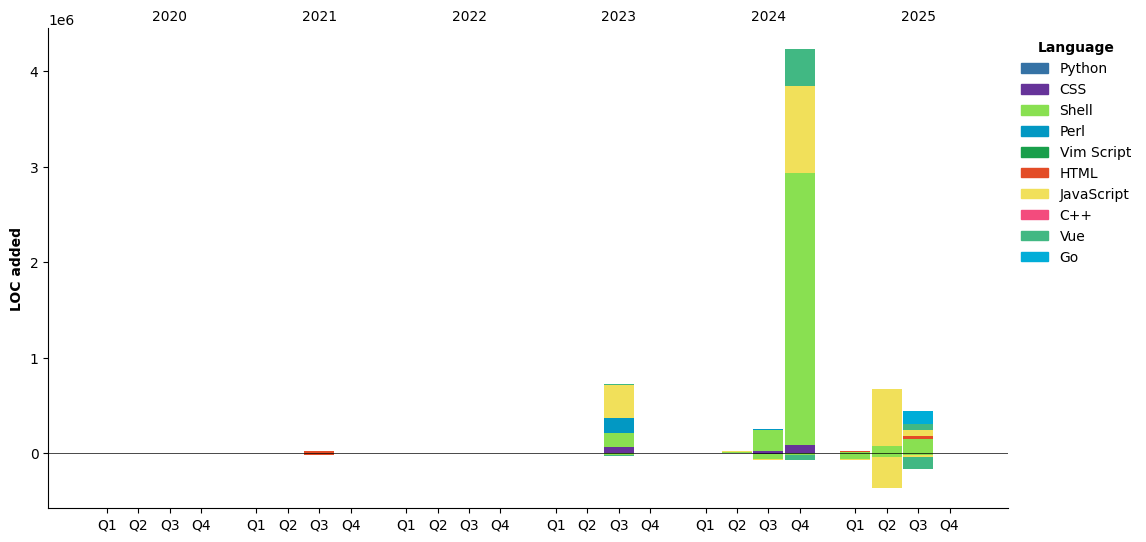 1e6
2020 2021 2022 2023 2024 2025
Language
Python
CSS
Shell
Perl
Vim Script
HTML
JavaScript
C++
Vue
Go
LOC added
4
3
2
1
0
Q1 Q2 Q3 Q4 Q1 Q2 Q3 Q4 Q1 Q2 Q3 Q4 Q1 Q2 Q3 Q4 Q1 Q2 Q3 Q4 Q1 Q2 Q3 Q4